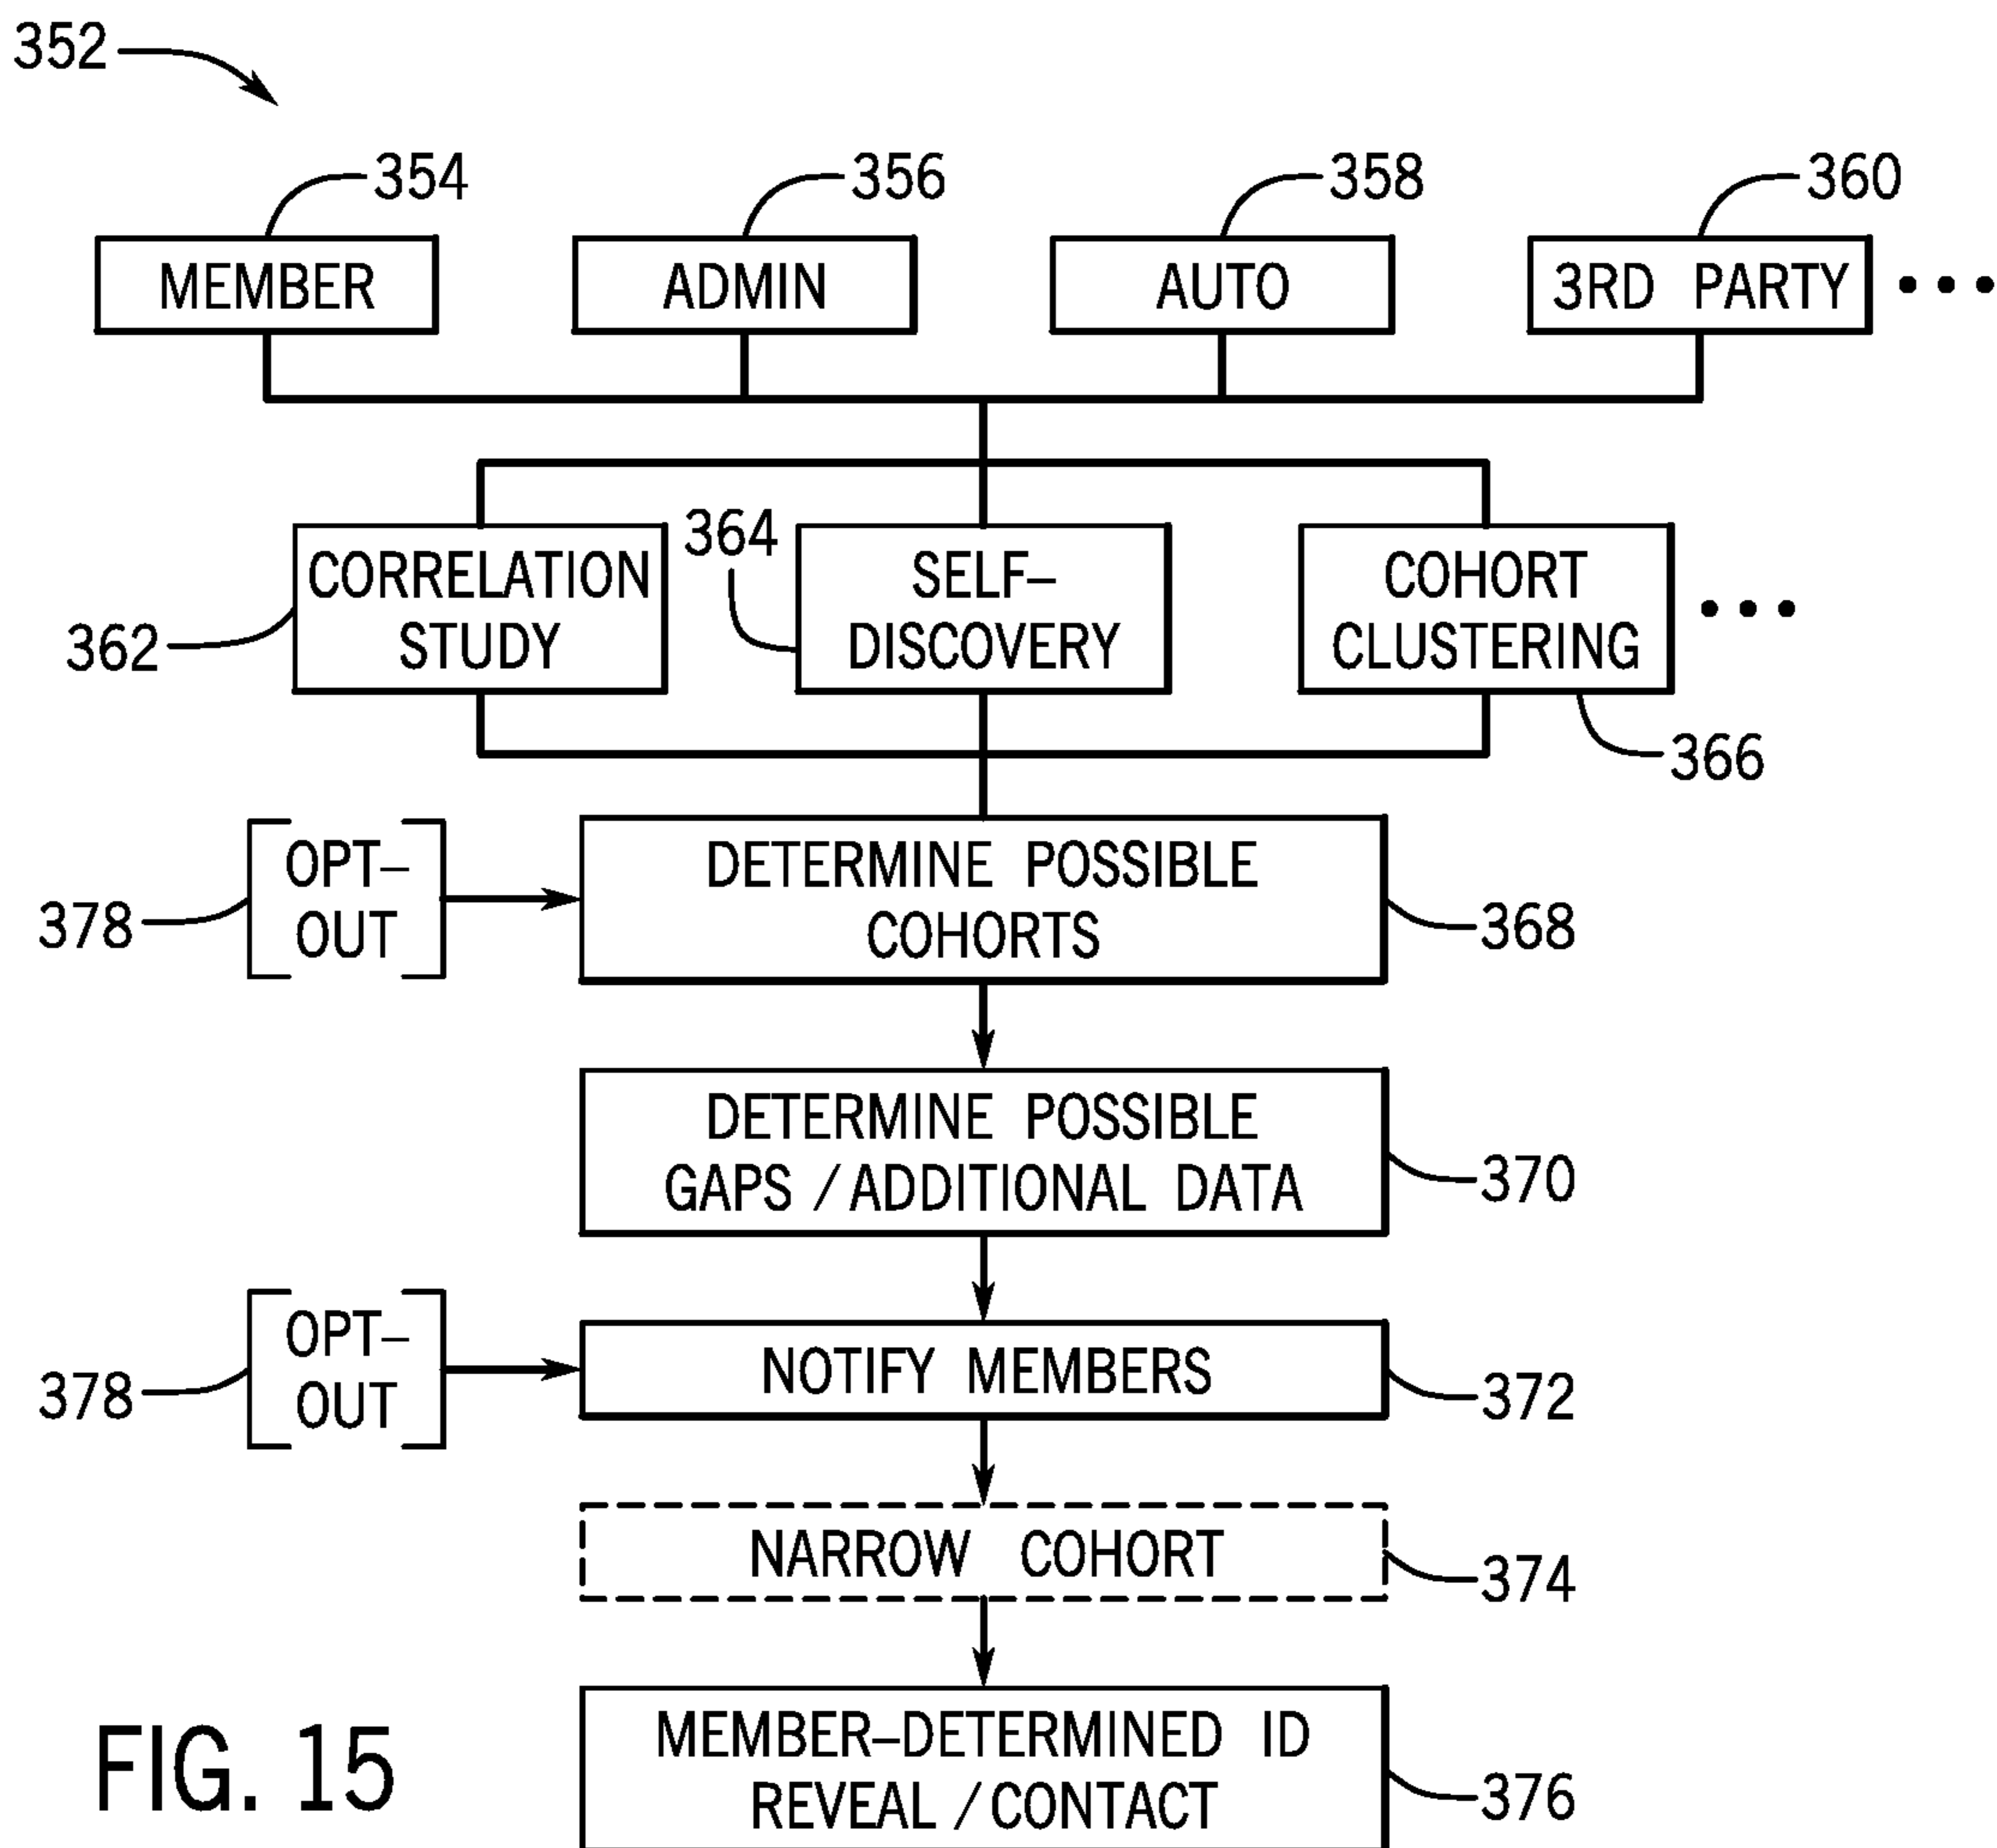 352
354
356
358
360
MEMBER
ADMIN
AUTO
3RD PARTY
•••
364
CORRELATION
STUDY
362
SELF–
DISCOVERY
COHORT
CLUSTERING
•••
366
OPT–
OUT
378
DETERMINE POSSIBLE
COHORTS
368
DETERMINE POSSIBLE
GAPS / ADDITIONAL DATA
370
OPT–
OUT
378
NOTIFY MEMBERS
372
NARROW COHORT
374
MEMBER–DETERMINED ID
REVEAL / CONTACT
376
FIG. 15